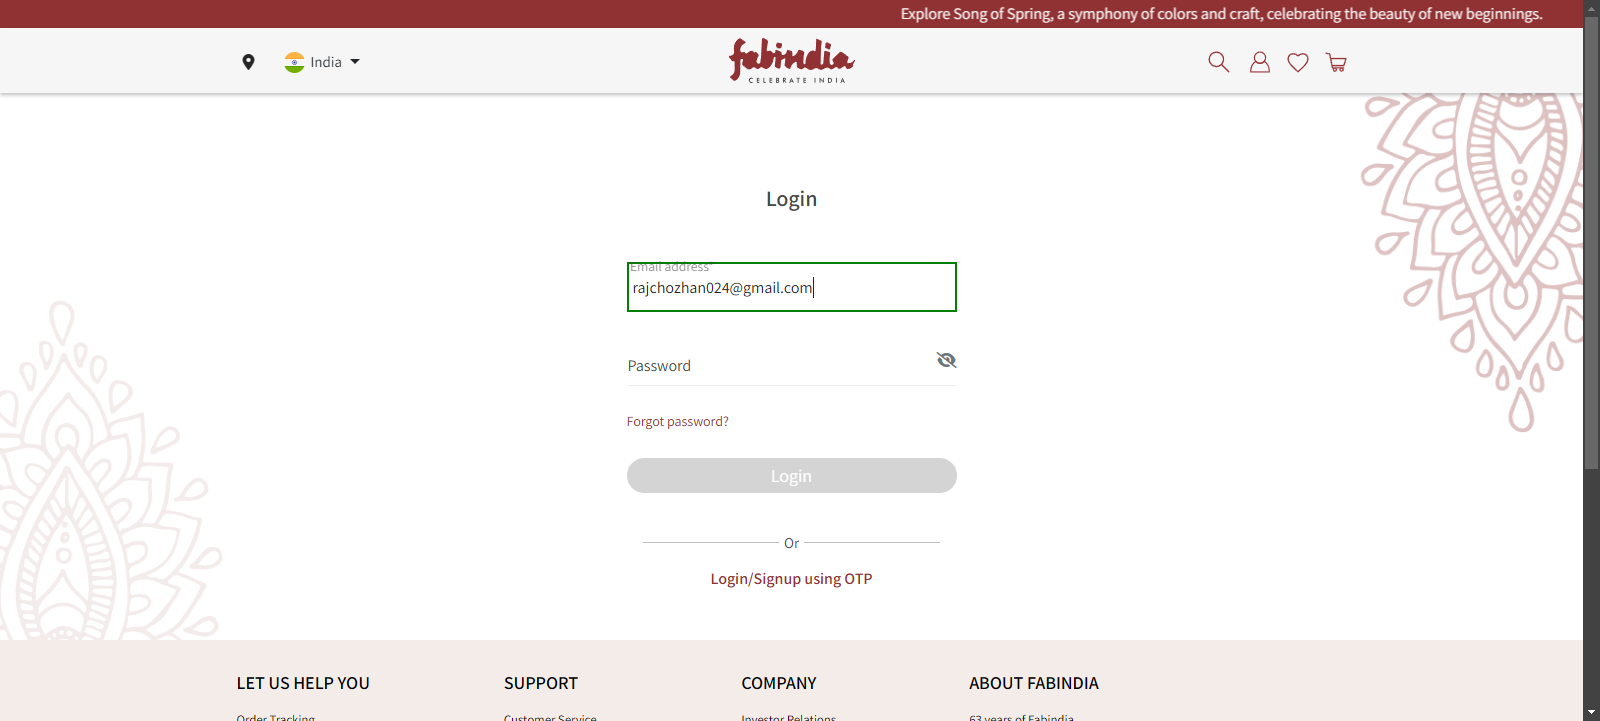 Explore Song of Spring, a symphony of colors and craft, celebrating the beauty of new beginnings.
India
fabindia
CELEBRATE INDIA
Login
Email address*
rajchozhan024@gmail.com
Password
Forgot password?
Login
Or
Login/Signup using OTP
LET US HELP YOU
SUPPORT
COMPANY
ABOUT FABINDIA
Order Tracking
Customer Service
Investor Relations
63 years of Fabindia